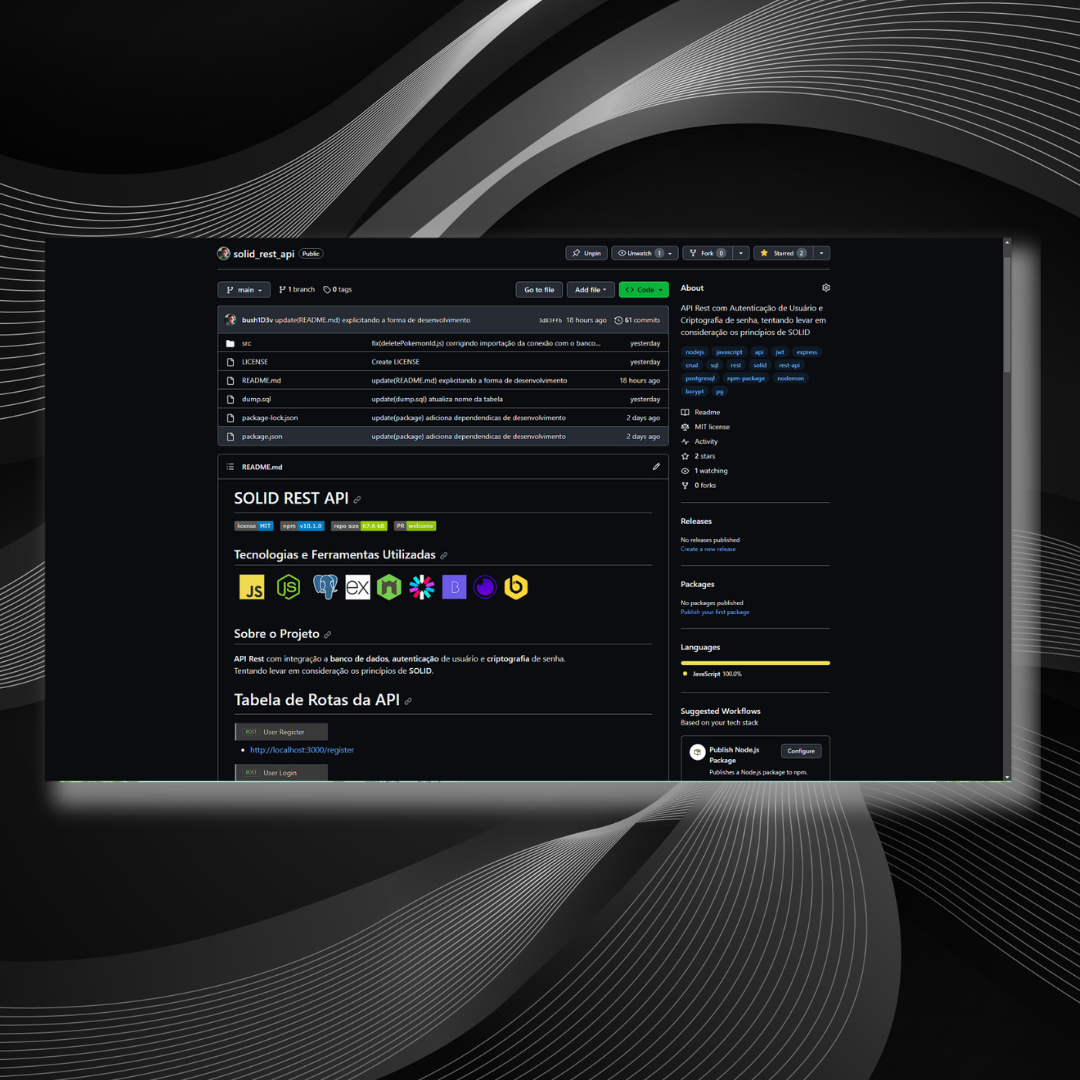 solid_rest_api Public
Unpin Unwatch 1 Fork 0 Starred 2
main 1 branch 0 tags Go to file Add file Code
bush1D3v update(README.md) explicitando a forma de desenvolvimento 3d83ffb 18 hours ago 61 commits
src fix(deletePokemonId.js) corrigindo importação da conexão com o banco... yesterday
LICENSE Create LICENSE yesterday
README.md update(README.md) explicitando a forma de desenvolvimento 18 hours ago
dump.sql update(dump.sql) atualiza nome da tabela yesterday
package-lock.json update(package) adiciona dependendicas de desenvolvimento 2 days ago
package.json update(package) adiciona dependendicas de desenvolvimento 2 days ago
README.md
SOLID REST API
license MIT npm v10.1.0 repo size 87.6 kB PR welcome
Tecnologias e Ferramentas Utilizadas
JS JS ex n B b
Sobre o Projeto
API Rest com integração a banco de dados, autenticação de usuário e criptografia de senha.
Tentando levar em consideração os princípios de SOLID.
Tabela de Rotas da API
POST User Register
http://localhost:3000/register
POST User Login
About
API Rest com Autenticação de Usuário e
Criptografia de senha, tentando levar em
consideração os princípios de SOLID
nodejs javascript api jwt express
crud sql rest solid rest-api
postgresql npm-package nodemon
bcrypt pg
Readme
MIT license
Activity
2 stars
1 watching
0 forks
Releases
No releases published
Create a new release
Packages
No packages published
Publish your first package
Languages
JavaScript 100.0%
Suggested Workflows
Based on your tech stack
Publish Node.js
Package
Configure
Publishes a Node.js package to npm.